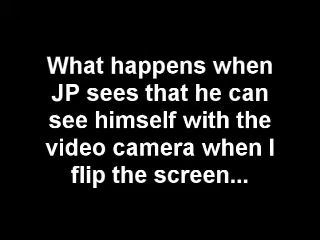 What happens when
JP sees that he can
see himself with the
video camera when I
flip the screen...